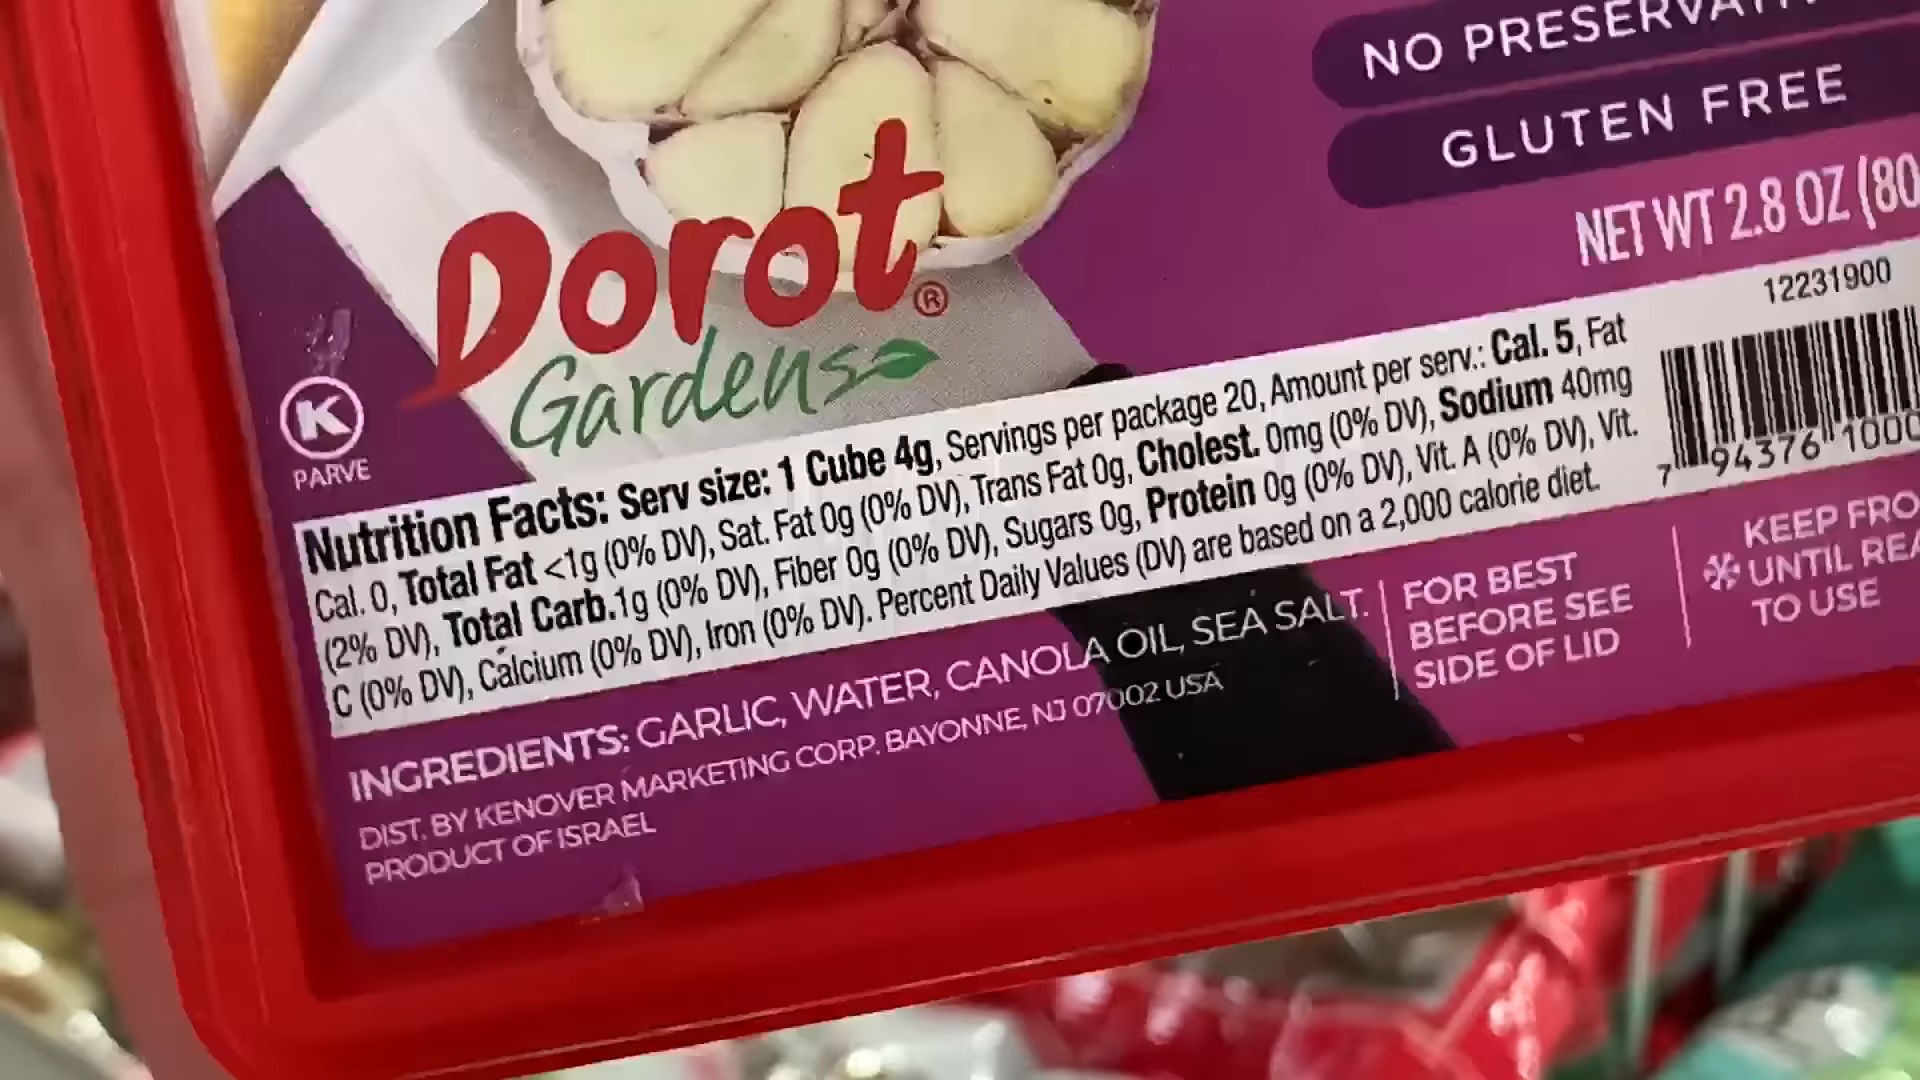 NO
GLUTEN FREE
NET WT 2.8 OZ (80
12231900
Dorot®
Gardens
K
PARVE
Nutrition Facts: Serv size: 1 Cube 4g, Servings per package 20, Amount per serv.: Cal. 5, Fat
Cal. 0, Total Fat <1g (0% DV), Sat. Fat 0g (0% DV), Trans Fat 0g, Cholest. 0mg (0% DV), Sodium 40mg
(2% DV), Total Carb.1g (0% DV), Fiber 0g (0% DV), Sugars 0g, Protein 0g (0% DV), Vit. A (0% DV), Vit.
C (0% DV), Calcium (0% DV), Iron (0% DV). Percent Daily Values (DV) are based on a 2,000 calorie diet.
7 94376 1000
INGREDIENTS: GARLIC, WATER, CANOLA OIL, SEA SALT.
DIST. BY KENOVER MARKETING CORP. BAYONNE, NJ 07002 USA
PRODUCT OF ISRAEL
FOR BEST
BEFORE SEE
SIDE OF LID
KEEP
UNTIL
TO USE